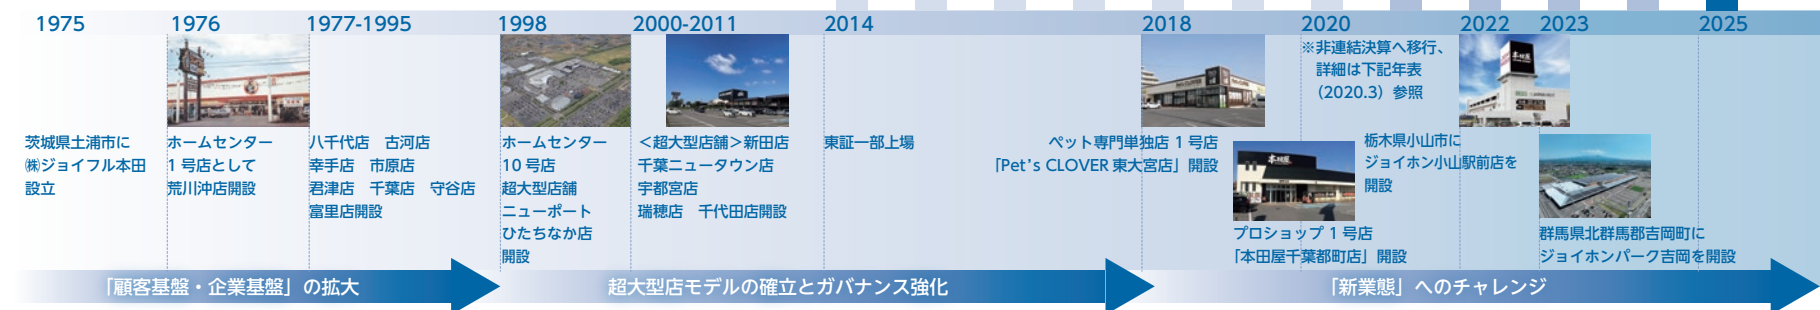 1975
茨城県土浦市に
㈱ジョイフル本田
設立
1976
ホームセンター
1 号店として
荒川沖店開設
1977-1995
八千代店　古河店
幸手店　市原店
君津店　千葉店　守谷店
富里店開設
1998
ホームセンター
10 号店
超大型店舗
ニューポート
ひたちなか店
開設
2000-2011
＜超大型店舗＞新田店
千葉ニュータウン店
宇都宮店
瑞穂店　千代田店開設
2014
東証一部上場
2018
ペット専門単独店 1 号店
「Pet's CLOVER 東大宮店」開設
本田屋
プロショップ 1 号店
「本田屋千葉都町店」開設
2020
※非連結決算へ移行、
詳細は下記年表
（2020.3）参照
2022
本田屋
栃木県小山市に
ジョイホン小山駅前店を
開設
2023
群馬県北群馬郡吉岡町に
ジョイホンパーク吉岡を開設
2025
「顧客基盤・企業基盤」の拡大
超大型店モデルの確立とガバナンス強化
「新業態」へのチャレンジ